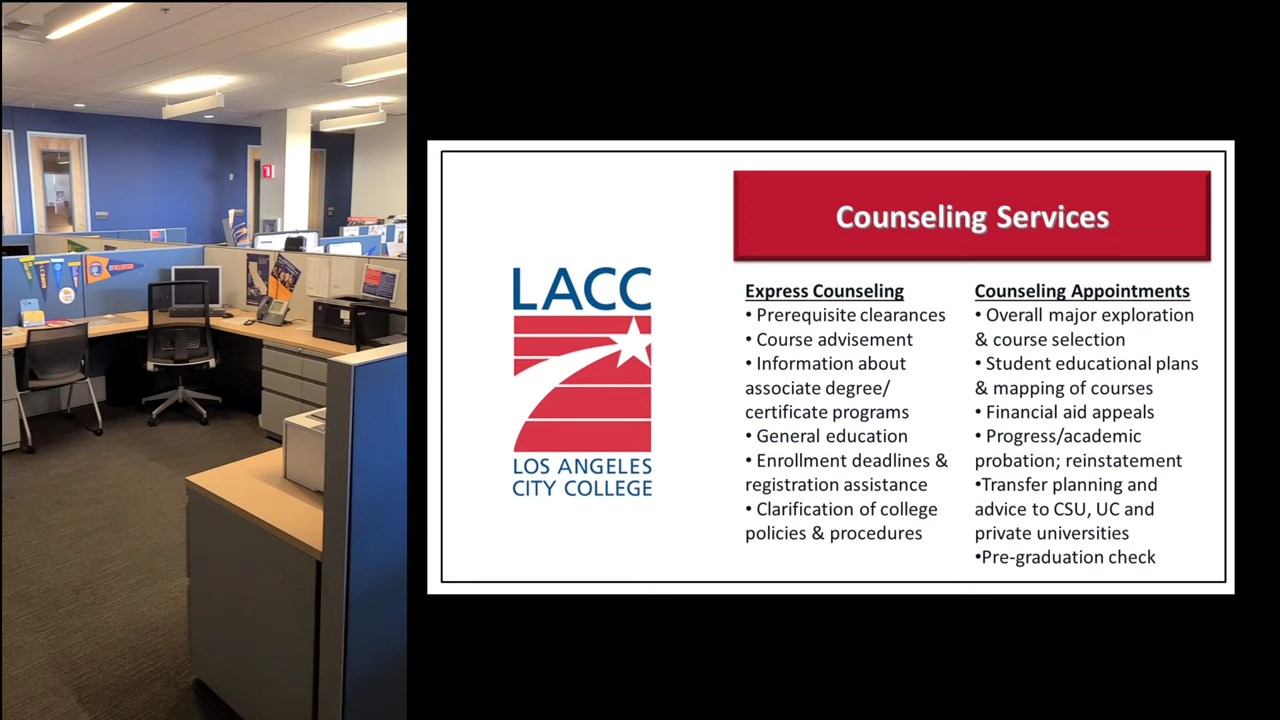 Counseling Services
LACC
LOS ANGELES
CITY COLLEGE
Express Counseling
• Prerequisite clearances
• Course advisement
• Information about
associate degree/
certificate programs
• General education
• Enrollment deadlines &
registration assistance
• Clarification of college
policies & procedures
Counseling Appointments
• Overall major exploration
& course selection
• Student educational plans
& mapping of courses
• Financial aid appeals
• Progress/academic
probation; reinstatement
•Transfer planning and
advice to CSU, UC and
private universities
•Pre-graduation check